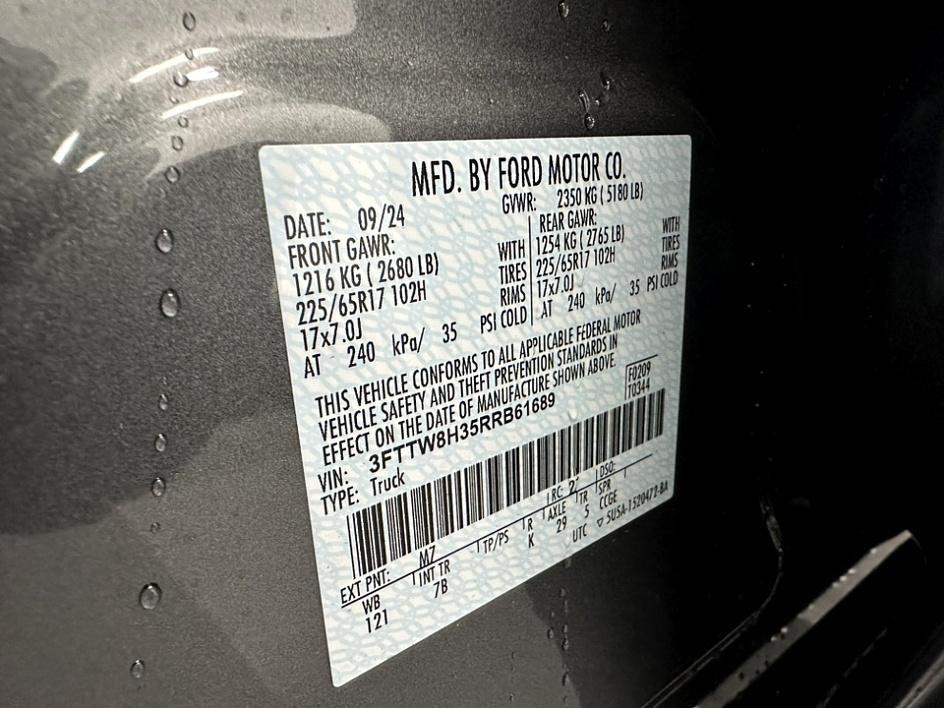 MFD. BY FORD MOTOR CO.
DATE: 09/24 GVWR: 2350 KG ( 5180 LB)
FRONT GAWR: REAR GAWR:
1216 KG ( 2680 LB) WITH 1254 KG ( 2765 LB) WITH
225/65R17 102H TIRES 225/65R17 102H TIRES
17x7.0J RIMS 17x7.0J RIMS
AT 240 kPa/ 35 PSI COLD AT 240 kPa/ 35 PSI COLD
THIS VEHICLE CONFORMS TO ALL APPLICABLE FEDERAL MOTOR
VEHICLE SAFETY AND THEFT PREVENTION STANDARDS IN
EFFECT ON THE DATE OF MANUFACTURE SHOWN ABOVE.
F0209
T0344
VIN: 3FTTW8H35RRB61689
TYPE: Truck
EXT PNT: M7 RC: 2 DSO:
WB INT TR TP/PS R AXLE TR SPR
121 7B K 29 5 CCGE
UTC ▽ 5U5A-1520472-BA